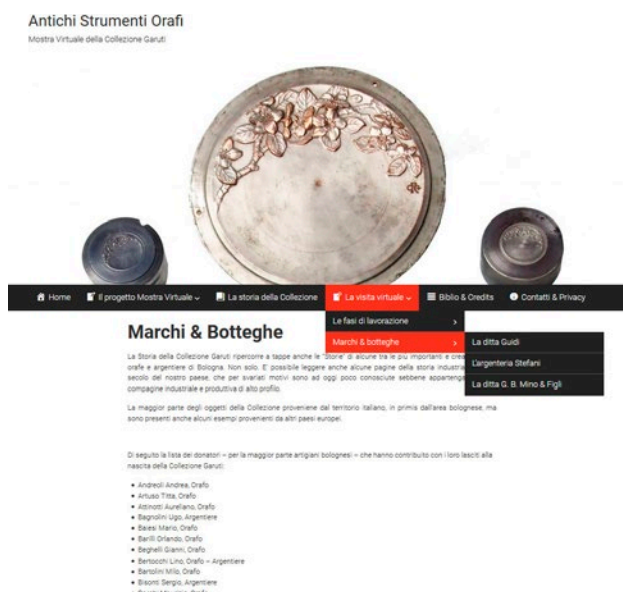 Antichi Strumenti Orafi
Mostra Virtuale della Collezione Garuti
Home Il progetto Mostra Virtuale La storia della Collezione La visita virtuale Biblio & Credits Contatti & Privacy
Le fasi di lavorazione
Marchi & botteghe
La ditta Guidi
L'argenteria Stefani
La ditta G. B. Mino & Figli
Marchi & Botteghe
La Storia della Collezione Garuti ripercorre a tappe anche le "Storie" di alcune tra le più importanti e
orafe e argentiere di Bologna. Non solo. E' possibile leggere anche alcune pagine della storia
secolo del nostro paese, che per svariati motivi sono ad oggi poco conosciute sebbene
compagine industriale e produttiva di alto profilo.
La maggior parte degli oggetti della Collezione proveniene dal territorio italiano, in primis dall'area bolognese, ma
sono presenti anche alcuni esempi provenienti da altri paesi europei.
Di seguito la lista dei donatori – per la maggior parte artigiani bolognesi – che hanno contribuito con i loro lasciti alla
nascita della Collezione Garuti:
Andreoli Andrea, Orafo
Artuso Titta, Orafo
Attinotti Aureliano, Orafo
Bagnolini Ugo, Argentiere
Baiesi Mario, Orafo
Barilli Orlando, Orafo
Beghelli Gianni, Orafo
Bertocchi Lino, Orafo – Argentiere
Bartolini Milo, Orafo
Bisonti Sergio, Argentiere